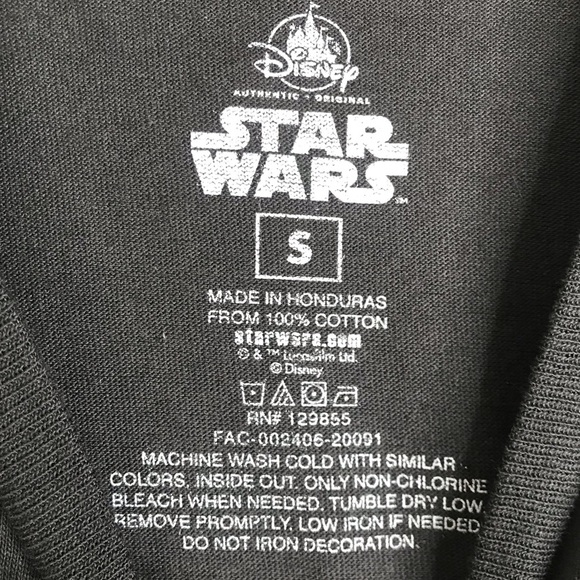 Disney
AUTHENTIC • ORIGINAL
STAR
WARS™
S
MADE IN HONDURAS
FROM 100% COTTON
starwars.com
© & ™ Lucasfilm Ltd.
© Disney
RN# 129855
FAC-002406-20091
MACHINE WASH COLD WITH SIMILAR
COLORS, INSIDE OUT. ONLY NON-CHLORINE
BLEACH WHEN NEEDED. TUMBLE DRY LOW.
REMOVE PROMPTLY, LOW IRON IF NEEDED
DO NOT IRON DECORATION.